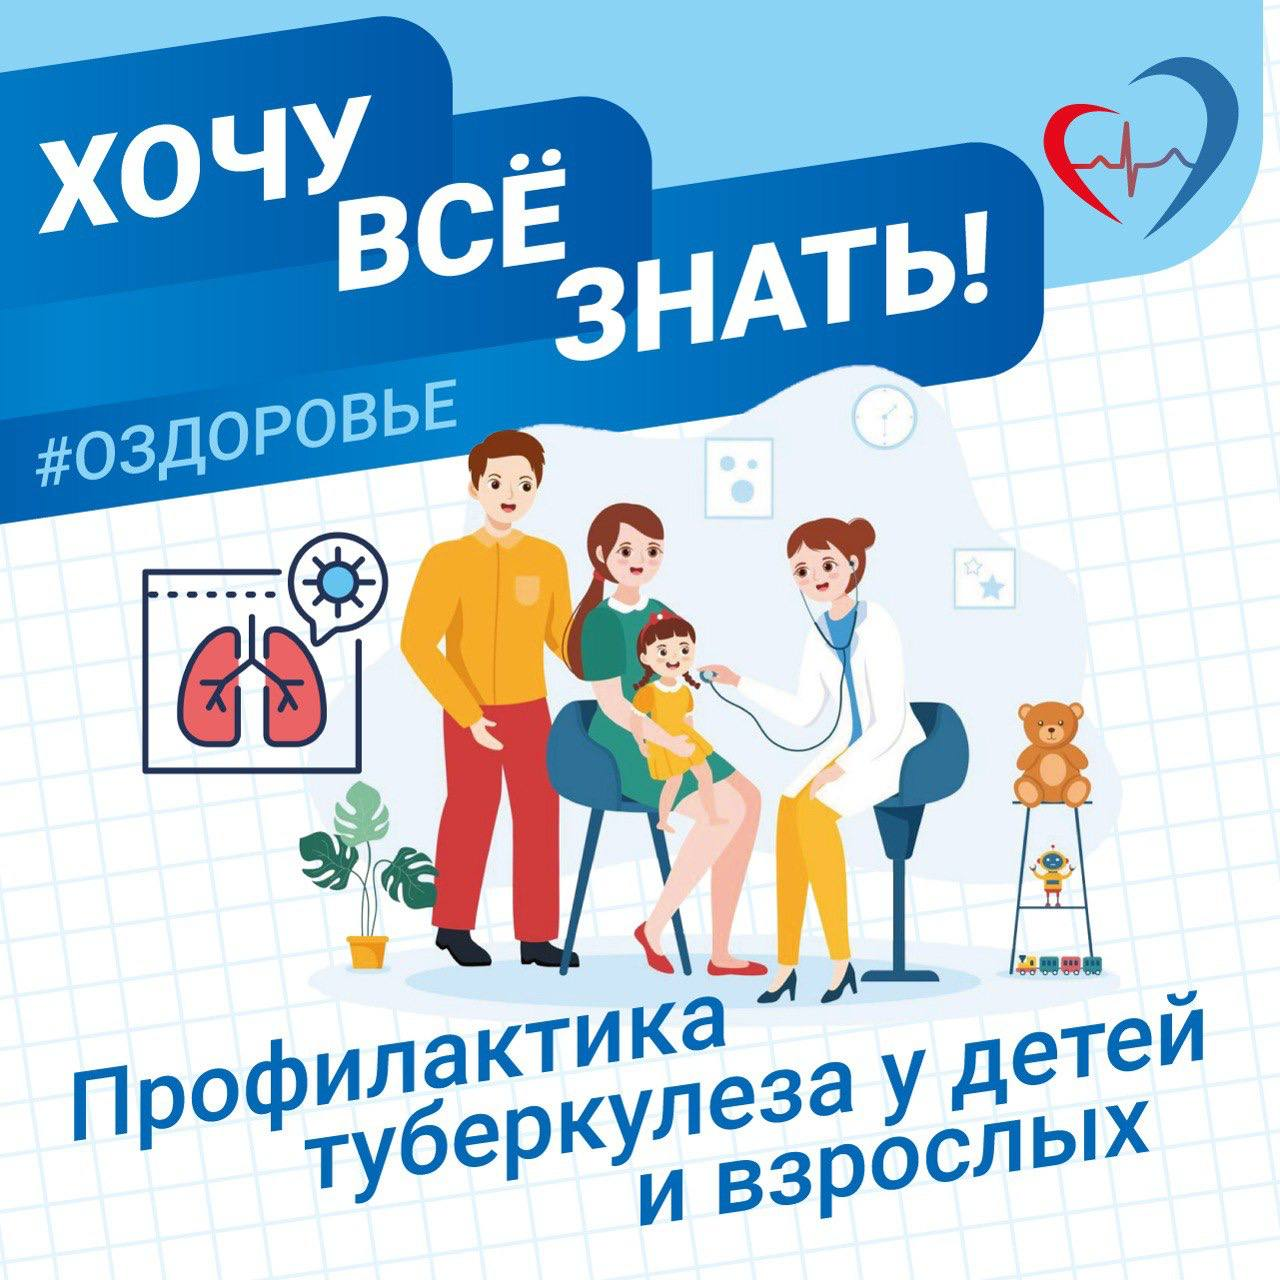 ХОЧУ
ВСЁ
ЗНАТЬ!
#ОЗДОРОВЬЕ
Профилактика
туберкулеза у детей
и взрослых